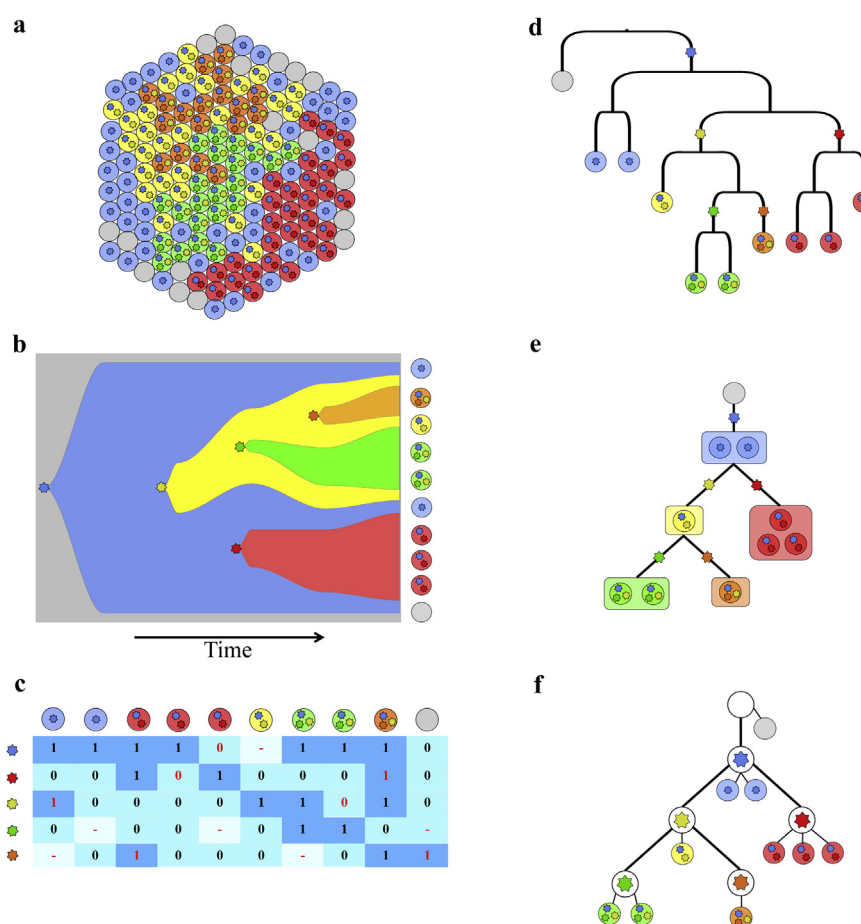 a
d
b
Time
e
c
1 1 1 1 0 - 1 1 1 0
0 0 1 0 1 0 0 0 1 0
1 0 0 0 0 1 1 0 1 0
0 - 0 0 - 0 1 1 0 -
- 0 1 0 0 0 - 0 1 1
f